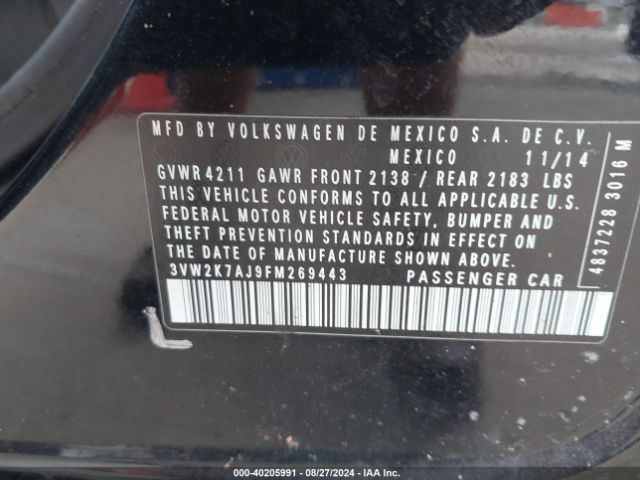 MFD BY VOLKSWAGEN DE MEXICO S.A. DE C.V.
MEXICO 11/14
GVWR 4211 GAWR FRONT 2138 / REAR 2183 LBS
THIS VEHICLE CONFORMS TO ALL APPLICABLE U.S.
FEDERAL MOTOR VEHICLE SAFETY, BUMPER AND
THEFT PREVENTION STANDARDS IN EFFECT ON
THE DATE OF MANUFACTURE SHOWN ABOVE.
3VW2K7AJ9FM269443 PASSENGER CAR
4837228 3016 M
000-40205991 - 08/27/2024 - IAA Inc.